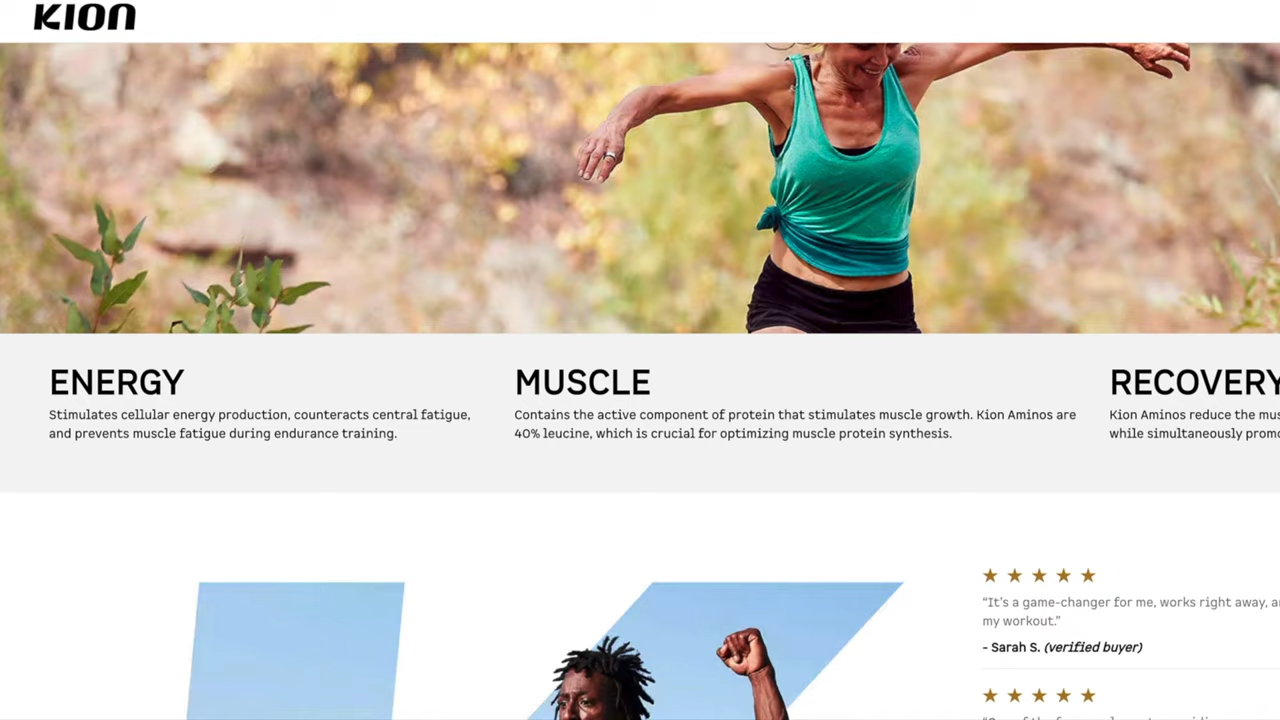 KION
ENERGY
Stimulates cellular energy production, counteracts central fatigue,
and prevents muscle fatigue during endurance training.
MUSCLE
Contains the active component of protein that stimulates muscle growth. Kion Aminos are
40% leucine, which is crucial for optimizing muscle protein synthesis.
RECOVERY
Kion Aminos reduce the
while simultaneously
“It’s a game-changer for me, works right away,
my workout.”
- Sarah S. (verified buyer)